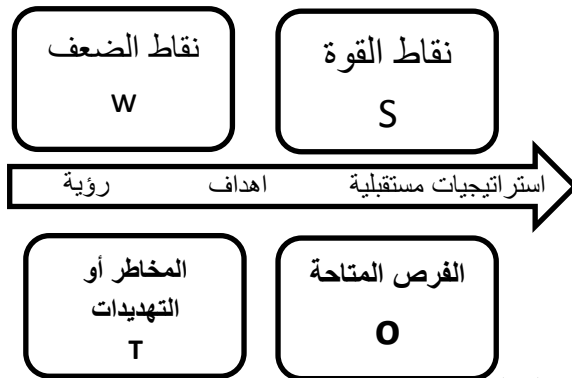 نقاط القوة
S
نقاط الضعف
W
استراتيجيات مستقبلية اهداف رؤية
الفرص المتاحة
O
المخاطر أو
التهديدات
T